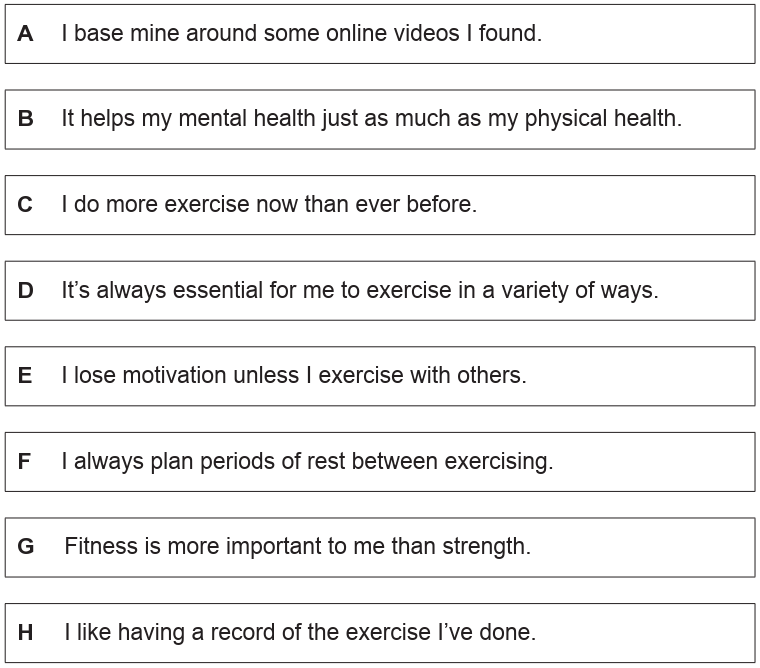 A I base mine around some online videos I found.
B It helps my mental health just as much as my physical health.
C I do more exercise now than ever before.
D It’s always essential for me to exercise in a variety of ways.
E I lose motivation unless I exercise with others.
F I always plan periods of rest between exercising.
G Fitness is more important to me than strength.
H I like having a record of the exercise I’ve done.